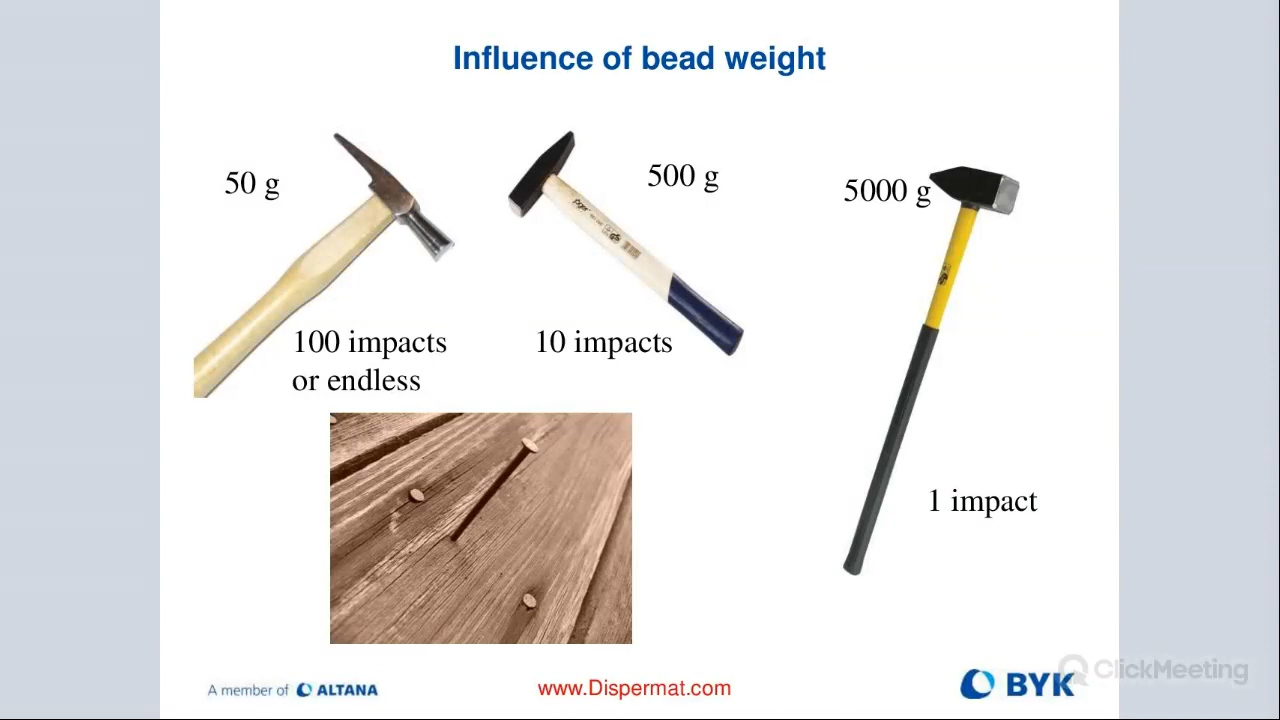 Influence of bead weight
50 g
500 g
5000 g
100 impacts
or endless
10 impacts
1 impact
A member of ALTANA
www.Dispermat.com
BYK
ClickMeeting